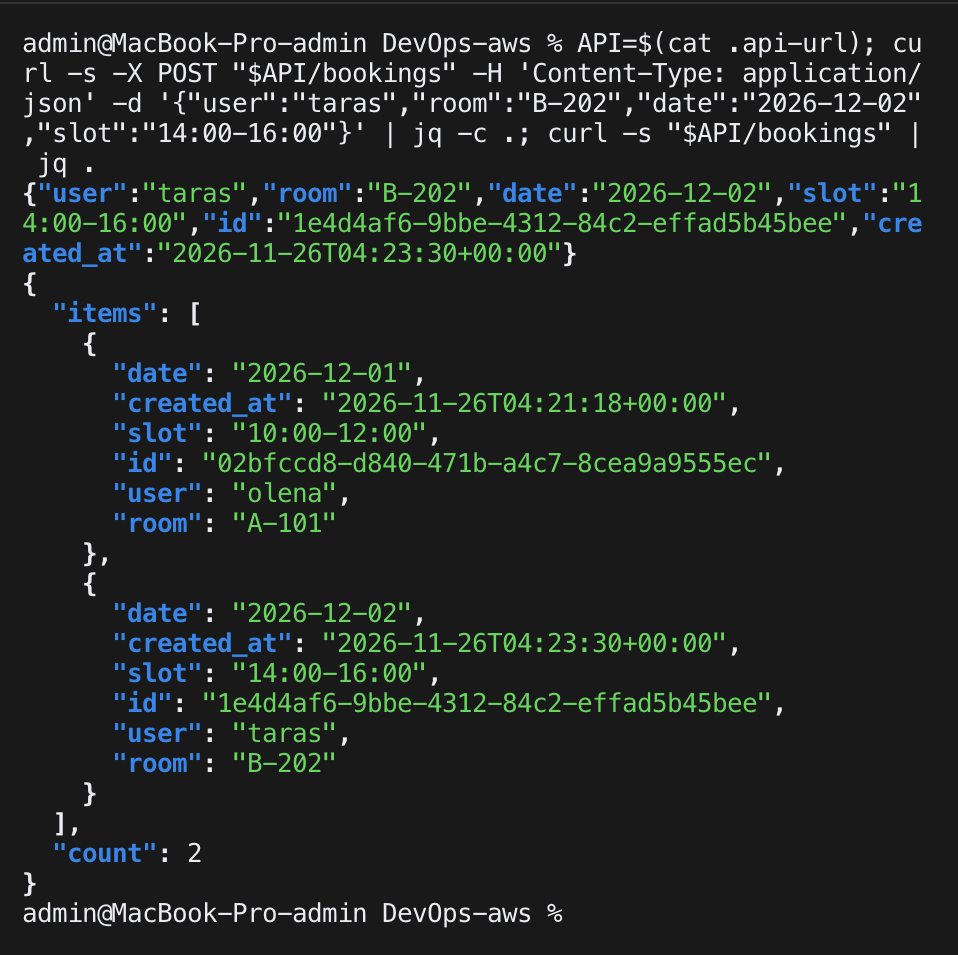 admin@MacBook-Pro-admin DevOps-aws % API=$(cat .api-url); cu
rl -s -X POST "$API/bookings" -H 'Content-Type: application/
json' -d '{"user":"taras","room":"B-202","date":"2026-12-02"
,"slot":"14:00-16:00"}' | jq -c .; curl -s "$API/bookings" |
 jq .
{"user":"taras","room":"B-202","date":"2026-12-02","slot":"1
4:00-16:00","id":"1e4d4af6-9bbe-4312-84c2-effad5b45bee","cre
ated_at":"2026-11-26T04:23:30+00:00"}
{
  "items": [
    {
      "date": "2026-12-01",
      "created_at": "2026-11-26T04:21:18+00:00",
      "slot": "10:00-12:00",
      "id": "02bfccd8-d840-471b-a4c7-8cea9a9555ec",
      "user": "olena",
      "room": "A-101"
    },
    {
      "date": "2026-12-02",
      "created_at": "2026-11-26T04:23:30+00:00",
      "slot": "14:00-16:00",
      "id": "1e4d4af6-9bbe-4312-84c2-effad5b45bee",
      "user": "taras",
      "room": "B-202"
    }
  ],
  "count": 2
}
admin@MacBook-Pro-admin DevOps-aws %